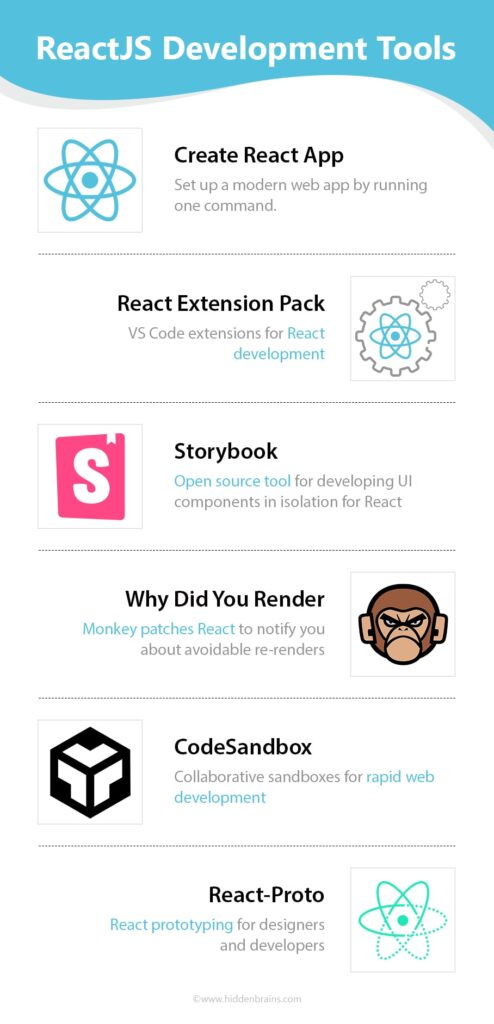 ReactJS Development Tools
Create React App
Set up a modern web app by running
one command.
React Extension Pack
VS Code extensions for React
development
S
Storybook
Open source tool for developing UI
components in isolation for React
Why Did You Render
Monkey patches React to notify you
about avoidable re-renders
CodeSandbox
Collaborative sandboxes for rapid web
development
React-Proto
React prototyping for designers
and developers
©www.hiddenbrains.com